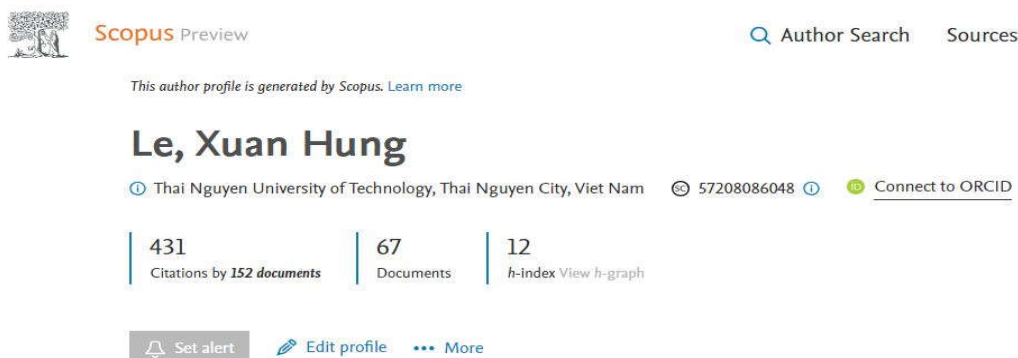 Scopus Preview
Author Search Sources
This author profile is generated by Scopus. Learn more
Le, Xuan Hung
Thai Nguyen University of Technology, Thai Nguyen City, Viet Nam SC 57208086048 iD Connect to ORCID
431 67 12
Citations by 152 documents Documents h-index View h-graph
Set alert Edit profile ••• More